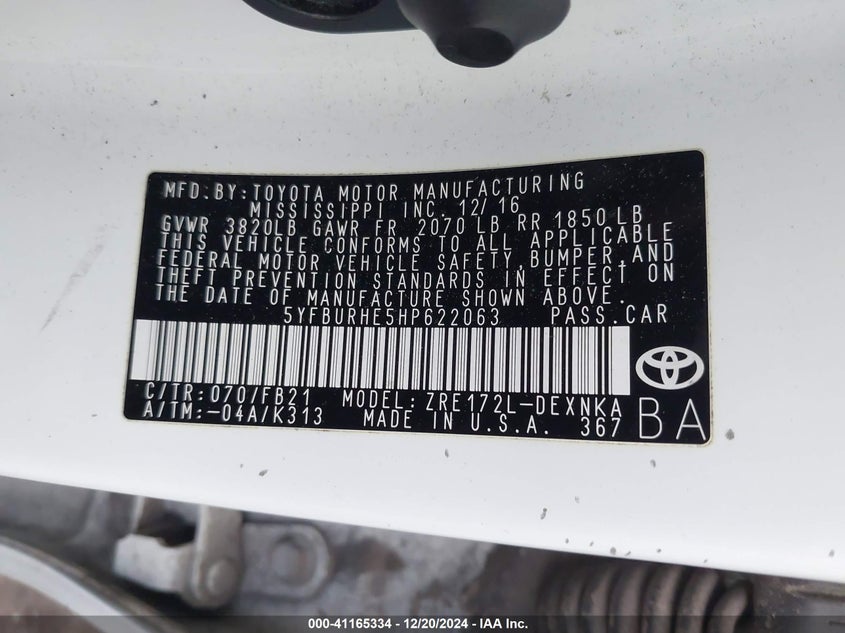 MFD.BY:TOYOTA MOTOR MANUFACTURING
MISSISSIPPI INC. 12/16
GVWR 3820LB GAWR FR 2070 LB RR 1850 LB
THIS VEHICLE CONFORMS TO ALL APPLICABLE
FEDERAL MOTOR VEHICLE SAFETY, BUMPER,AND
THEFT PREVENTION STANDARDS IN EFFECT ON
THE DATE OF MANUFACTURE SHOWN ABOVE.
5YFBURHE5HP622063 PASS.CAR
C/TR:070/FB21 MODEL:ZRE172L-DEXNKA
A/TM:-04A/K313 MADE IN U.S.A. 367 BA
000-41165334 - 12/20/2024 - IAA Inc.